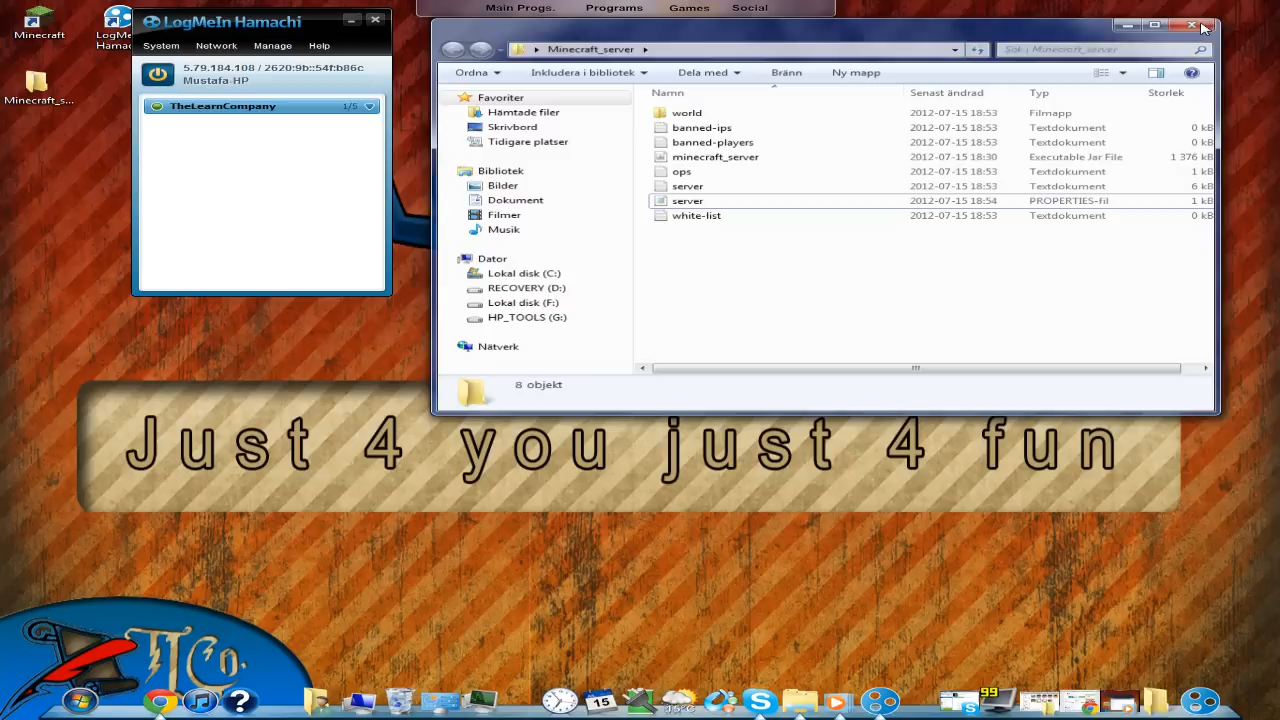 Main Progs. Programs Games Social
Minecraft
LogMeIn
Hamachi
Minecraft_s...
LogMeIn Hamachi
System Network Manage Help
5.79.184.108 / 2620:9b::54f:b86c
Mustafa-HP
TheLearnCompany 1/5
Minecraft_server
Sök i Minecraft_server
Ordna Inkludera i bibliotek Dela med Bränn Ny mapp
Namn Senast ändrad Typ Storlek
Favoriter
Hämtade filer
Skrivbord
Tidigare platser
Bibliotek
Bilder
Dokument
Filmer
Musik
Dator
Lokal disk (C:)
RECOVERY (D:)
Lokal disk (F:)
HP_TOOLS (G:)
Nätverk
world 2012-07-15 18:53 Filmapp
banned-ips 2012-07-15 18:53 Textdokument 0 kB
banned-players 2012-07-15 18:53 Textdokument 0 kB
minecraft_server 2012-07-15 18:30 Executable Jar File 1 376 kB
ops 2012-07-15 18:53 Textdokument 1 kB
server 2012-07-15 18:53 Textdokument 6 kB
server 2012-07-15 18:54 PROPERTIES-fil 1 kB
white-list 2012-07-15 18:53 Textdokument 0 kB
8 objekt
Just 4 you just 4 fun
TLCo.
15
15°C
99